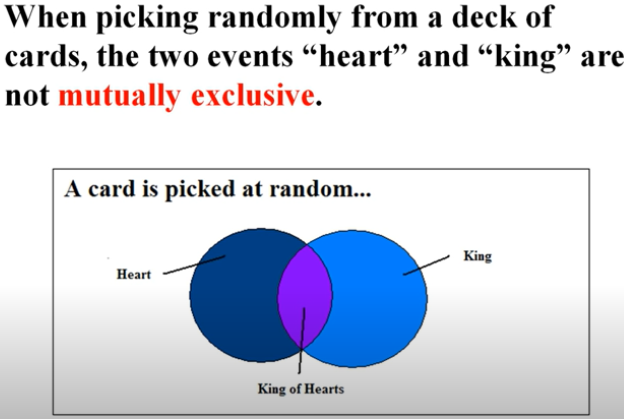 When picking randomly from a deck of
cards, the two events “heart” and “king” are
not mutually exclusive.
A card is picked at random...
King
Heart
King of Hearts